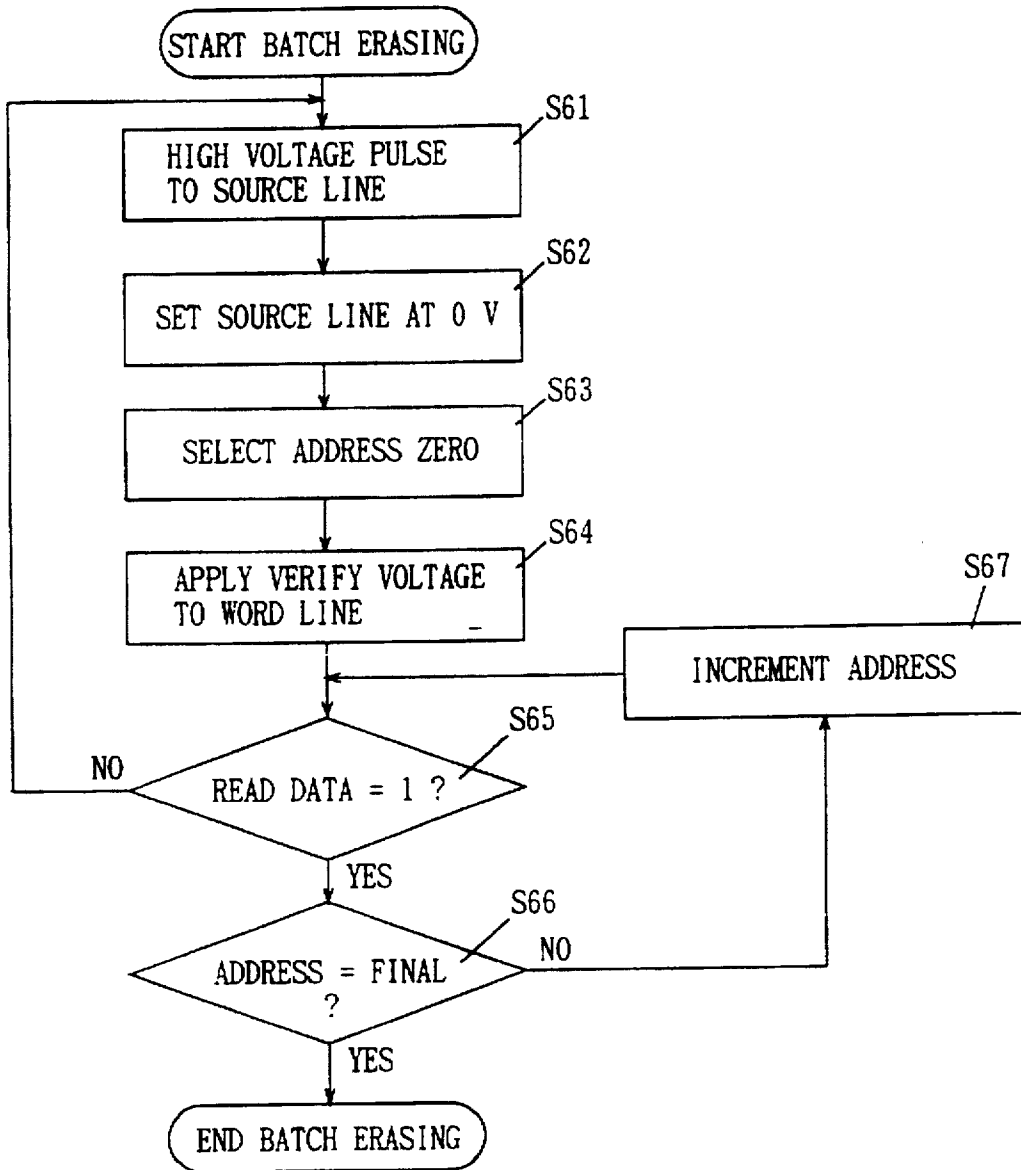 START BATCH ERASING
S61
HIGH VOLTAGE PULSE
TO SOURCE LINE
S62
SET SOURCE LINE AT 0 V
S63
SELECT ADDRESS ZERO
S64
APPLY VERIFY VOLTAGE
TO WORD LINE
S67
INCREMENT ADDRESS
S65
NO
READ DATA = 1 ?
YES
S66
NO
ADDRESS = FINAL
?
YES
END BATCH ERASING